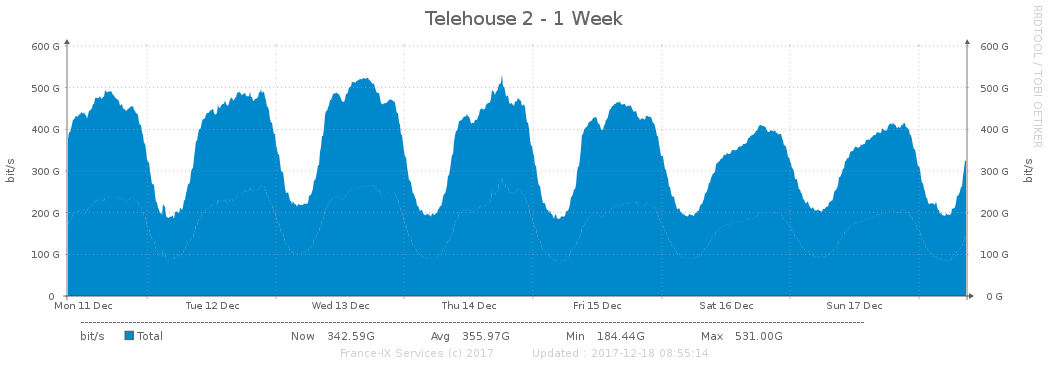 Telehouse 2 - 1 Week
RRDTOOL / TOBI OETIKER
600 G 600 G
500 G 500 G
400 G 400 G
300 G 300 G
200 G 200 G
100 G 100 G
0 0 G
bit/s bit/s
Mon 11 Dec Tue 12 Dec Wed 13 Dec Thu 14 Dec Fri 15 Dec Sat 16 Dec Sun 17 Dec
bit/s Total Now 342.59G Avg 355.97G Min 184.44G Max 531.00G
France-IX Services (c) 2017 Updated : 2017-12-18 08:55:14